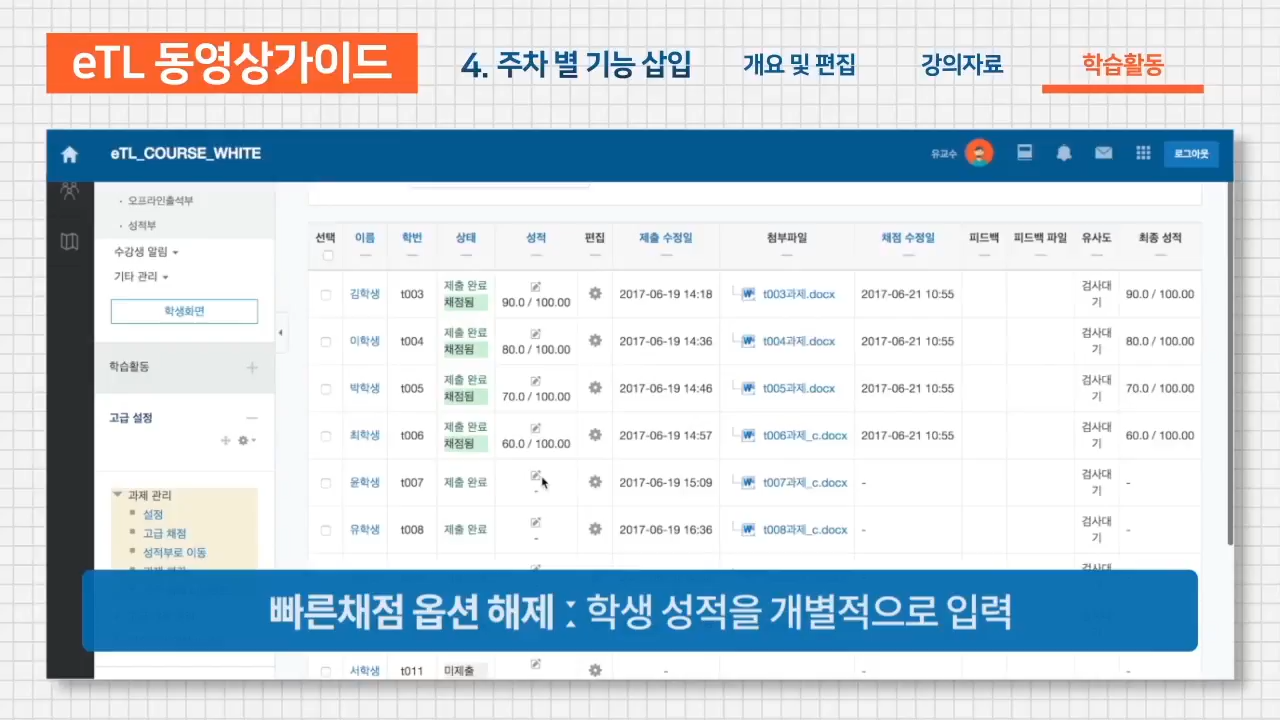 eTL 동영상가이드
4. 주차 별 기능 삽입
개요 및 편집
강의자료
학습활동
eTL_COURSE_WHITE
유교수
로그아웃
오프라인출석부
성적부
수강생 알림
기타 관리
학생화면
학습활동
고급 설정
과제 관리
설정
고급 채점
성적부로 이동
선택 이름 학번 상태 성적 편집 제출 수정일 첨부파일 채점 수정일 피드백 피드백 파일 유사도 최종 성적
김학생 t003 제출 완료 채점됨 90.0 / 100.00 2017-06-19 14:18 t003과제.docx 2017-06-21 10:55 검사대기 90.0 / 100.00
이학생 t004 제출 완료 채점됨 80.0 / 100.00 2017-06-19 14:36 t004과제.docx 2017-06-21 10:55 검사대기 80.0 / 100.00
박학생 t005 제출 완료 채점됨 70.0 / 100.00 2017-06-19 14:46 t005과제.docx 2017-06-21 10:55 검사대기 70.0 / 100.00
최학생 t006 제출 완료 채점됨 60.0 / 100.00 2017-06-19 14:57 t006과제_c.docx 2017-06-21 10:55 검사대기 60.0 / 100.00
윤학생 t007 제출 완료 - 2017-06-19 15:09 t007과제_c.docx - 검사대기 -
유학생 t008 제출 완료 - 2017-06-19 16:36 t008과제_c.docx - 검사대기 -
빠른채점 옵션 해제 : 학생 성적을 개별적으로 입력
서학생 t011 미제출 - - -